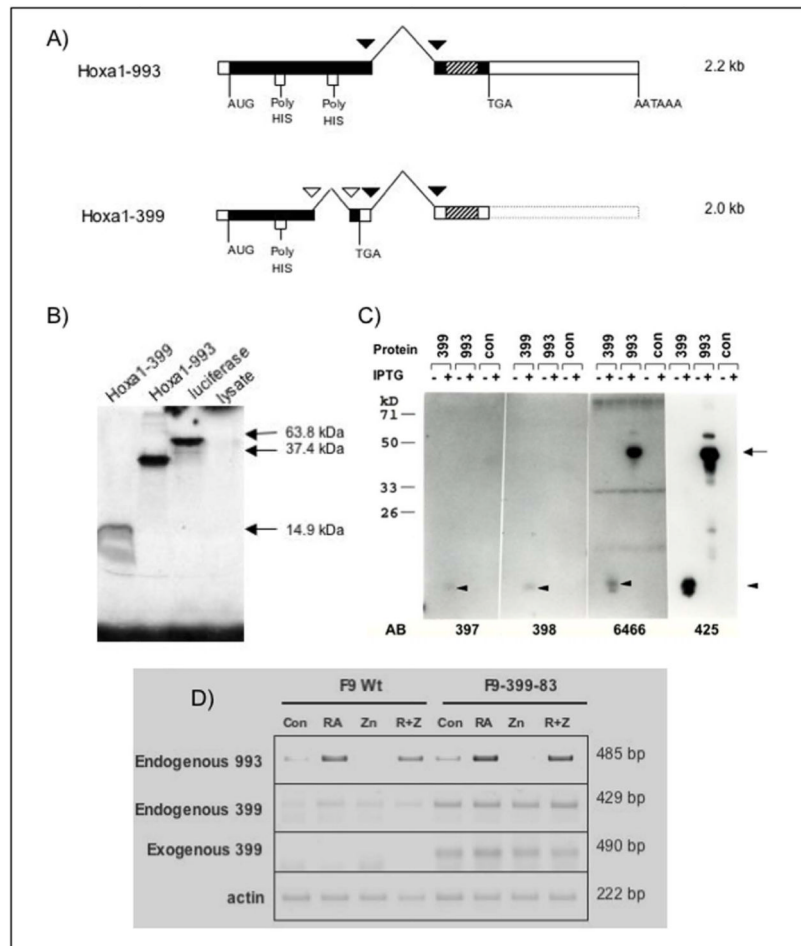 A)
Hoxa1-993
2.2 kb
AUG Poly HIS Poly HIS TGA AATAAA
Hoxa1-399
2.0 kb
AUG Poly HIS TGA
B)
Hoxa1-399 Hoxa1-993 luciferase lysate
63.8 kDa
37.4 kDa
14.9 kDa
C)
Protein 399 993 con 399 993 con 399 993 con 399 993 con
IPTG - + - + - + - + - + - + - + - + - + - + - + - +
kD
71
50
33
26
AB 397 398 6466 425
D)
F9 Wt F9-399-83
Con RA Zn R+Z Con RA Zn R+Z
Endogenous 993 485 bp
Endogenous 399 429 bp
Exogenous 399 490 bp
actin 222 bp